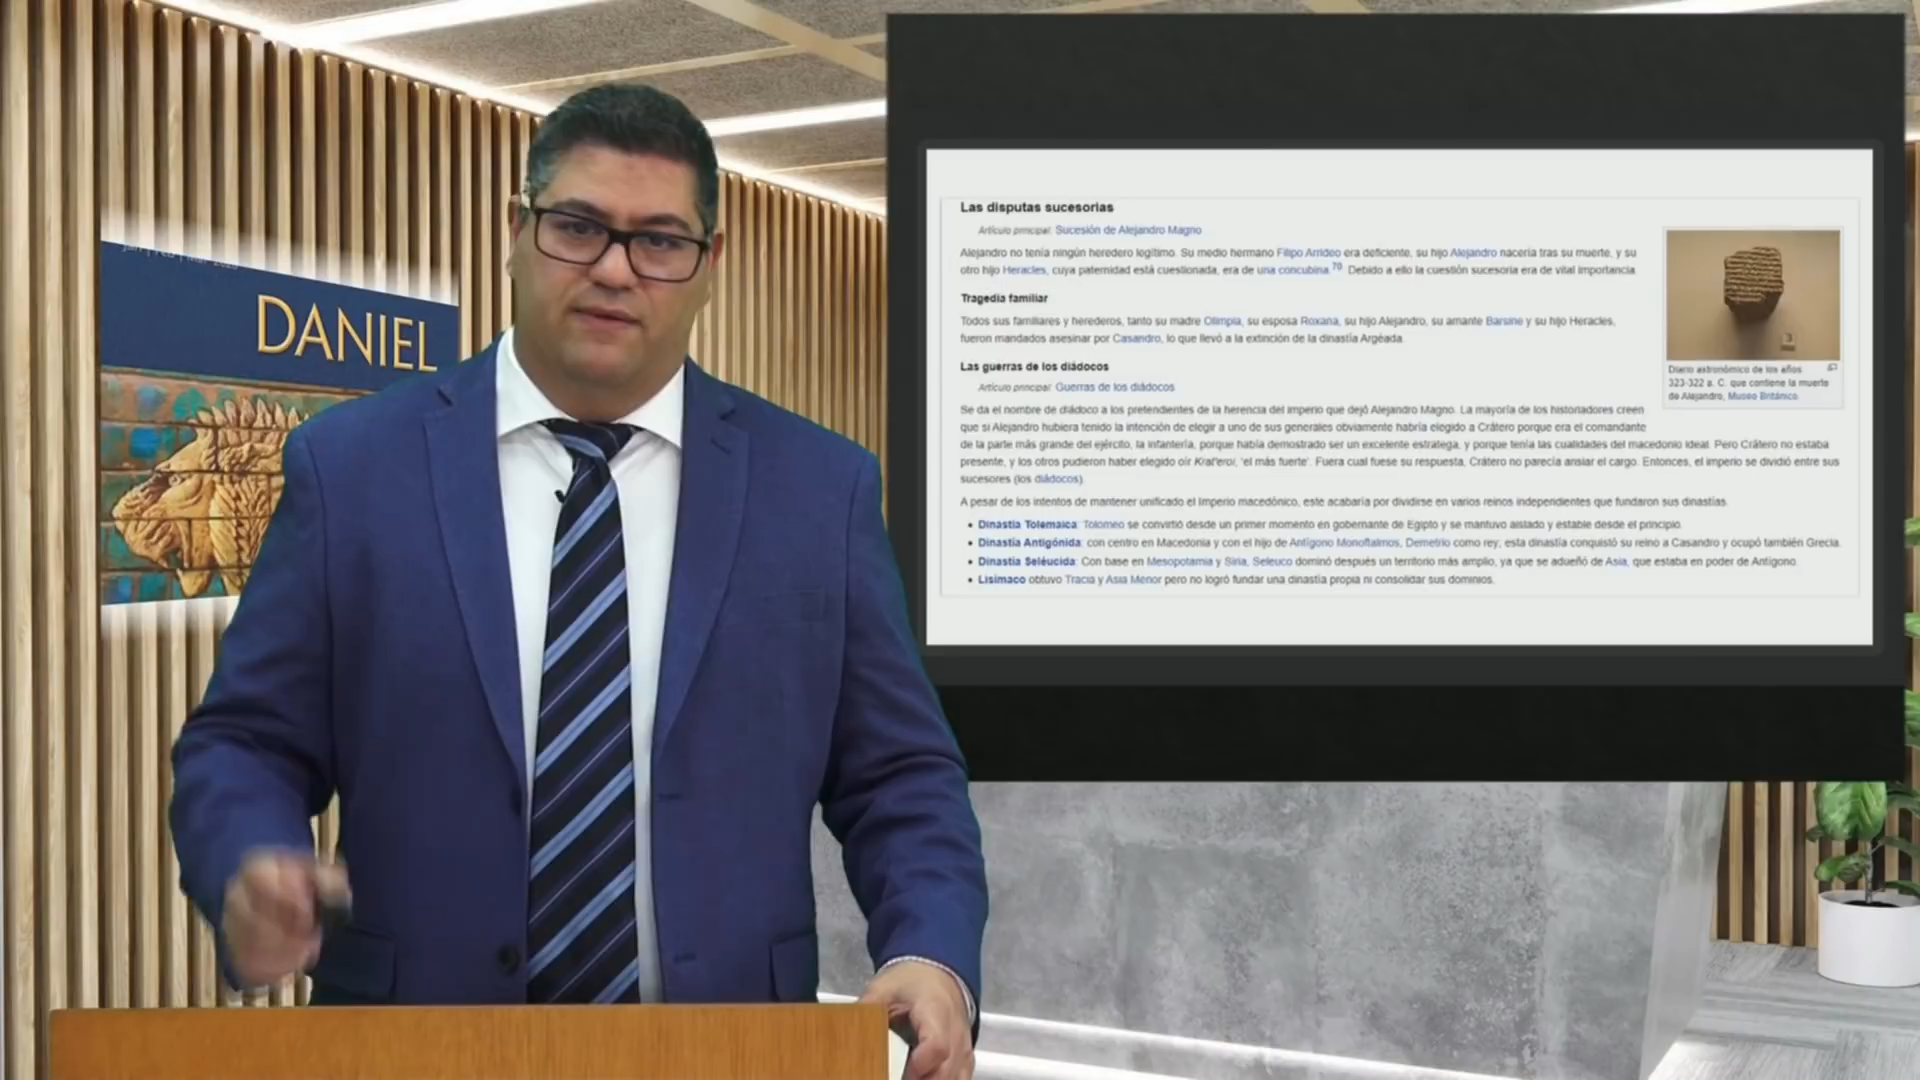 DANIEL
Las disputas sucesorias
Artículo principal: Sucesión de Alejandro Magno
Alejandro no tenía ningún heredero legítimo. Su medio hermano Filipo Arrideo era deficiente, su hijo Alejandro nacería tras su muerte, y su
otro hijo Heracles, cuya paternidad está cuestionada, era de una concubina.70 Debido a ello la cuestión sucesoria era de vital importancia.
Tragedia familiar
Todos sus familiares y herederos, tanto su madre Olimpia, su esposa Roxana, su hijo Alejandro, su amante Barsine y su hijo Heracles,
fueron mandados asesinar por Casandro, lo que llevó a la extinción de la dinastía Argéada.
Las guerras de los diádocos
Artículo principal: Guerras de los diádocos
Se da el nombre de diádoco a los pretendientes de la herencia del imperio que dejó Alejandro Magno. La mayoría de los historiadores creen
que si Alejandro hubiera tenido la intención de elegir a uno de sus generales obviamente habría elegido a Crátero porque era el comandante
de la parte más grande del ejército, la infantería, porque había demostrado ser un excelente estratega, y porque tenía las cualidades del macedonio ideal. Pero Crátero no estaba
presente, y los otros pudieron haber elegido oír Krat'eroi, 'el más fuerte'. Fuera cual fuese su respuesta, Crátero no parecía ansiar el cargo. Entonces, el imperio se dividió entre sus
sucesores (los diádocos).
A pesar de los intentos de mantener unificado el Imperio macedónico, este acabaría por dividirse en varios reinos independientes que fundaron sus dinastías.
• Dinastía Tolemaica: Tolomeo se convirtió desde un primer momento en gobernante de Egipto y se mantuvo aislado y estable desde el principio.
• Dinastía Antigónida: con centro en Macedonia y con el hijo de Antígono Monoftalmos, Demetrio como rey; esta dinastía conquistó su reino a Casandro y ocupó también Grecia.
• Dinastía Seléucida: Con base en Mesopotamia y Siria, Seleuco dominó después un territorio más amplio, ya que se adueñó de Asia, que estaba en poder de Antígono.
• Lisímaco obtuvo Tracia y Asia Menor pero no logró fundar una dinastía propia ni consolidar sus dominios.
Diario astronómico de los años
323-322 a. C. que contiene la muerte
de Alejandro, Museo Británico.